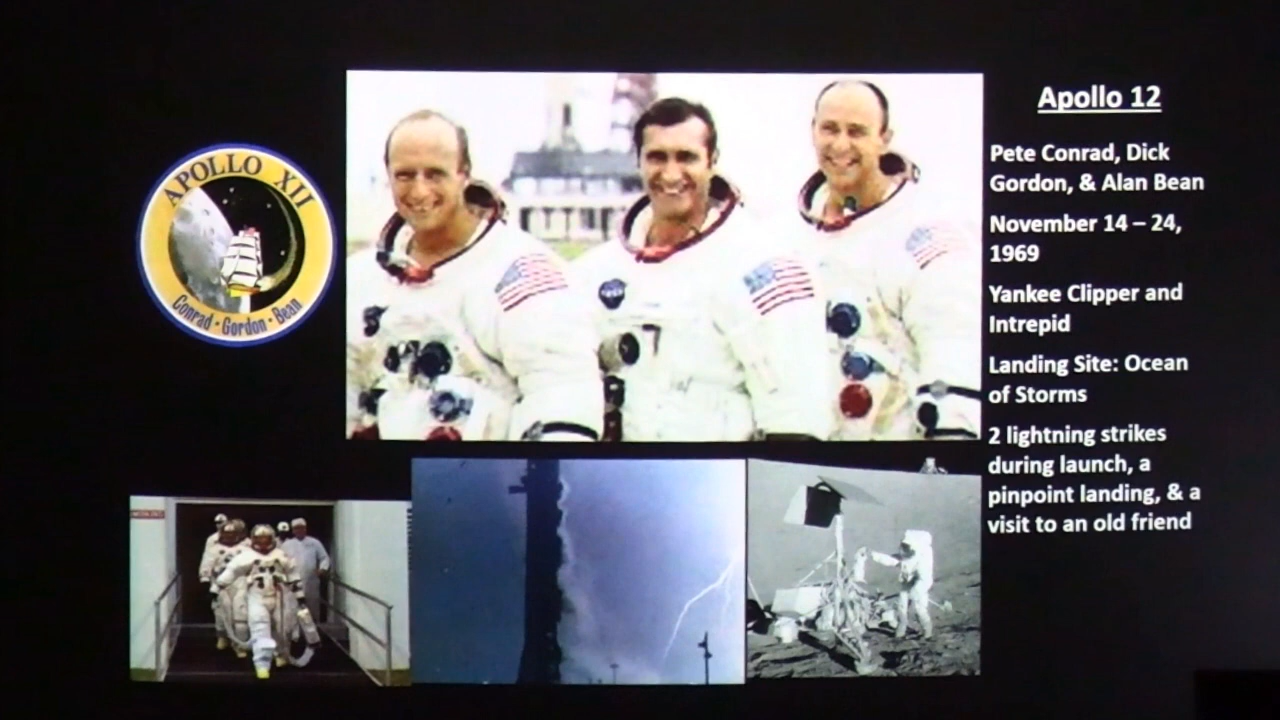 Apollo 12
Pete Conrad, Dick
Gordon, & Alan Bean
November 14 – 24,
1969
Yankee Clipper and
Intrepid
Landing Site: Ocean
of Storms
2 lightning strikes
during launch, a
pinpoint landing, & a
visit to an old friend
APOLLO XII
Conrad · Gordon · Bean